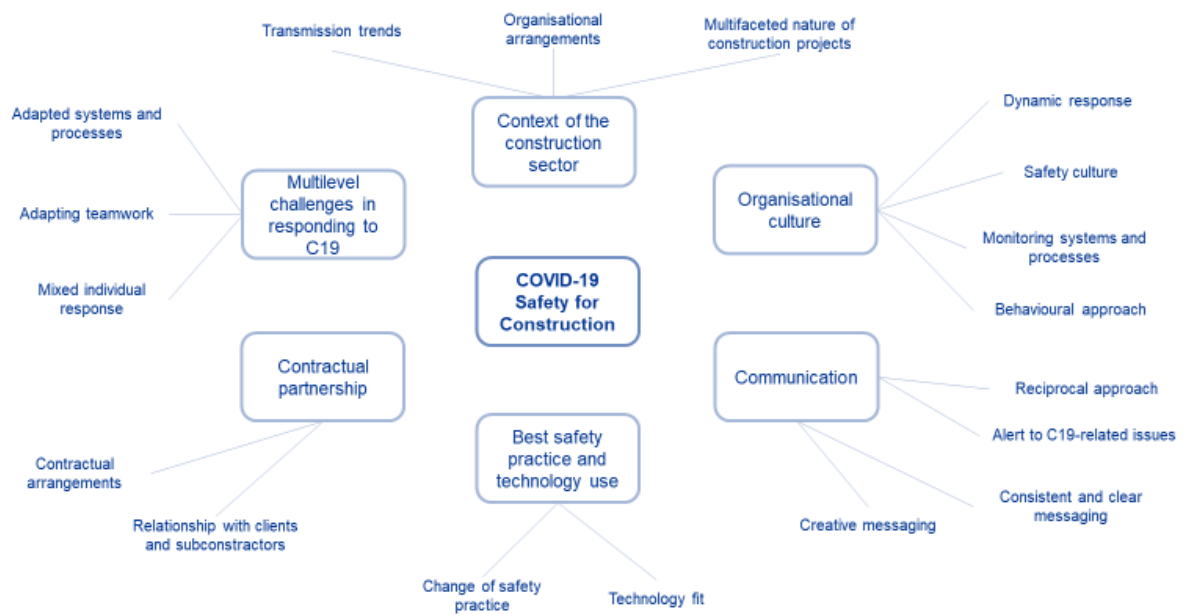 Transmission trends
Organisational
arrangements
Multifaceted nature of
construction projects
Context of the
construction
sector
Adapted systems and
processes
Adapting teamwork
Mixed individual
response
Multilevel
challenges in
responding to
C19
Dynamic response
Safety culture
Monitoring systems and
processes
Behavioural approach
Organisational
culture
COVID-19
Safety for
Construction
Contractual
partnership
Contractual
arrangements
Relationship with clients
and subconstractors
Best safety
practice and
technology use
Change of safety
practice
Technology fit
Communication
Reciprocal approach
Alert to C19-related issues
Consistent and clear
messaging
Creative messaging